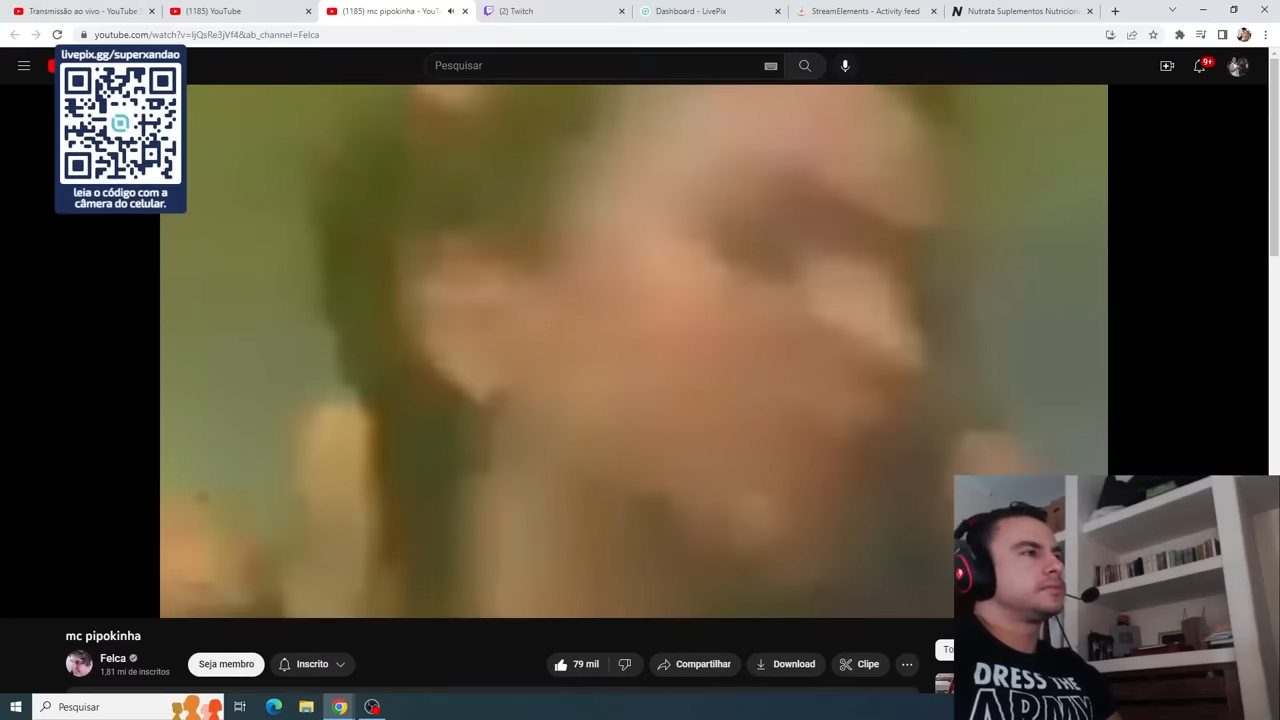 Transmissão ao vivo - YouTube S
(1185) YouTube
(1185) mc pipokinha - YouT
(2) Twitch
Dashboard - LivePix
StreamElements - Activity feed
Nutrata Suplementos Nutricion
youtube.com/watch?v=IjQsRe3jVf4&ab_channel=Felca
livepix.gg/superxandao
leia o código com a
câmera do celular.
Pesquisar
9+
mc pipokinha
Felca
1,81 mi de inscritos
Seja membro
Inscrito
79 mil
Compartilhar
Download
Clipe
To
DRESS THE
ARMY
Pesquisar